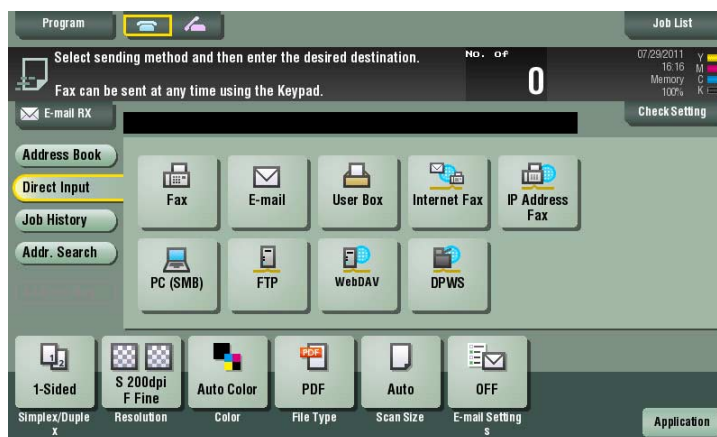 Program
Job List
Select sending method and then enter the desired destination.
No. of
0
Fax can be sent at any time using the Keypad.
07/29/2011
16:16
Memory
100%
Y
M
C
K
E-mail RX
Check Setting
Address Book
Direct Input
Job History
Addr. Search
Fax
E-mail
User Box
Internet Fax
IP Address
Fax
PC (SMB)
FTP
WebDAV
DPWS
1 2
PDF
1-Sided
S 200dpi
F Fine
Auto Color
PDF
Auto
OFF
Simplex/Duple
x
Resolution
Color
File Type
Scan Size
E-mail Setting
s
Application